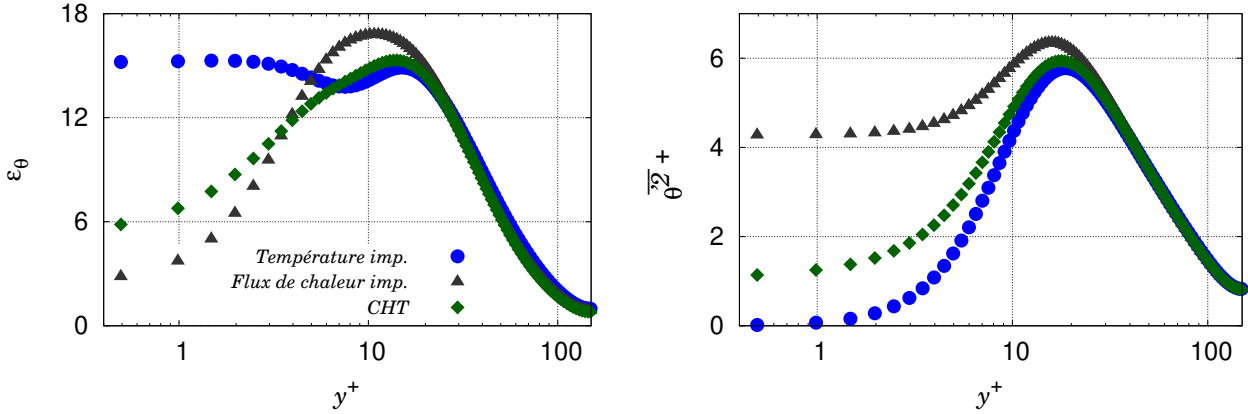 18
12
6
0
ε_θ
Température imp.
Flux de chaleur imp.
CHT
1 10 100
y⁺
6
4
2
0
θ'² +
1 10 100
y⁺